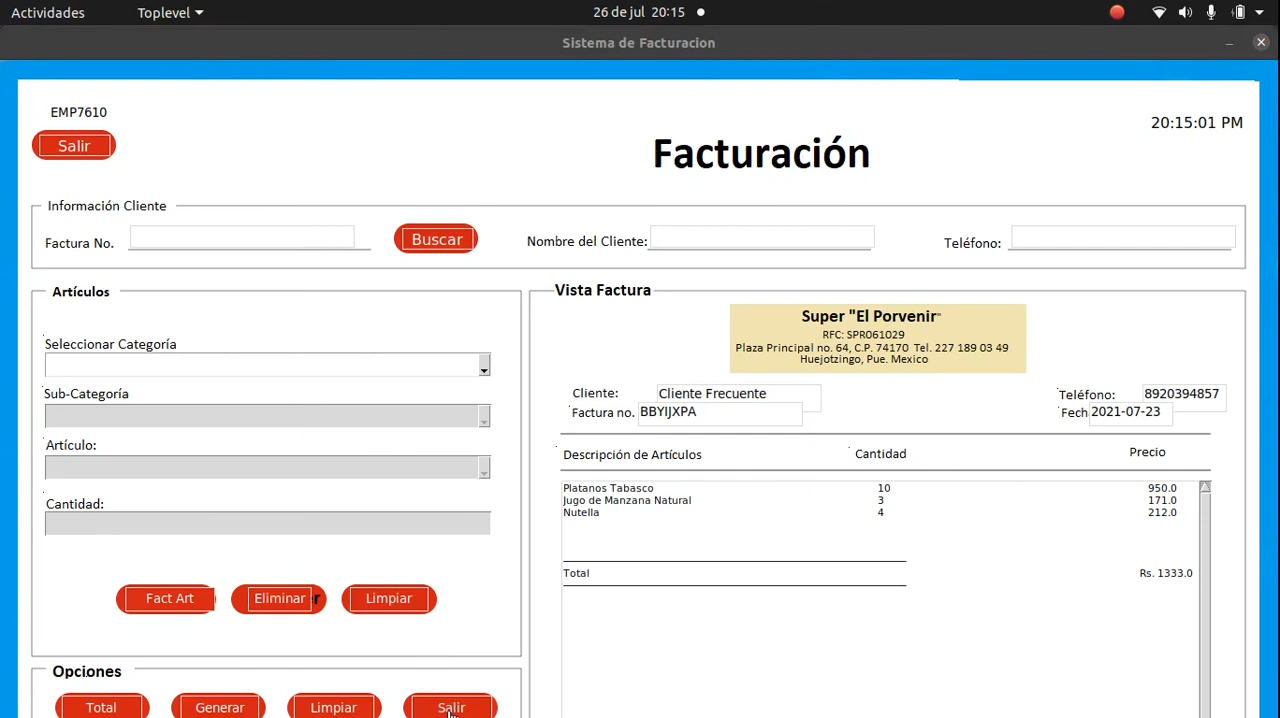 Actividades Toplevel 26 de jul 20:15
Sistema de Facturacion
EMP7610
Salir
20:15:01 PM
Facturación
Información Cliente
Factura No. Buscar Nombre del Cliente: Teléfono:
Artículos
Seleccionar Categoría
Sub-Categoría
Artículo:
Cantidad:
Fact Art Eliminar Limpiar
Opciones
Total Generar Limpiar Salir
Vista Factura
Super "El Porvenir"
RFC: SPR061029
Plaza Principal no. 64, C.P. 74170 Tel. 227 189 03 49
Huejotzingo, Pue. Mexico
Cliente: Cliente Frecuente Teléfono: 8920394857
Factura no. BBYIJXPA Fech 2021-07-23
Descripción de Artículos Cantidad Precio
Platanos Tabasco 10 950.0
Jugo de Manzana Natural 3 171.0
Nutella 4 212.0
Total Rs. 1333.0